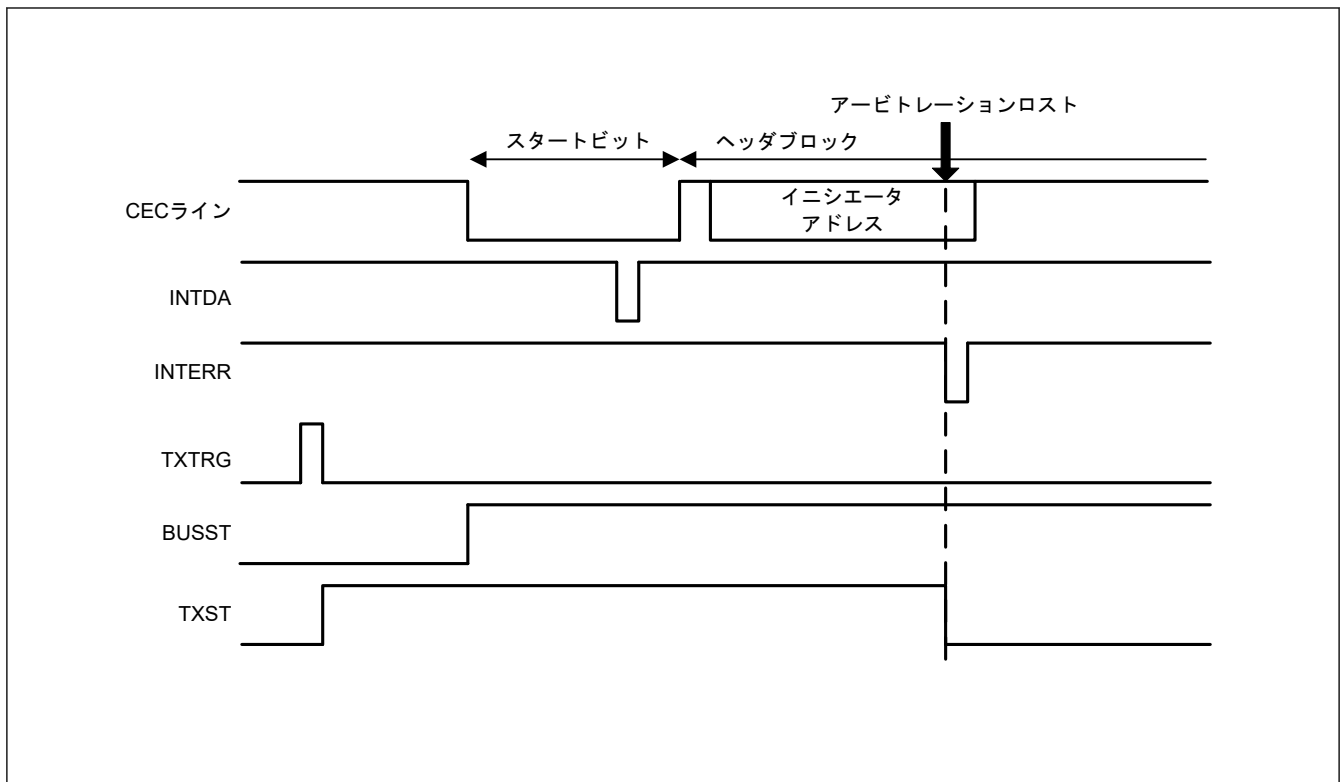 アービトレーションロスト
スタートビット
ヘッダブロック
CECライン
イニシエータ
アドレス
INTDA
INTERR
TXTRG
BUSST
TXST